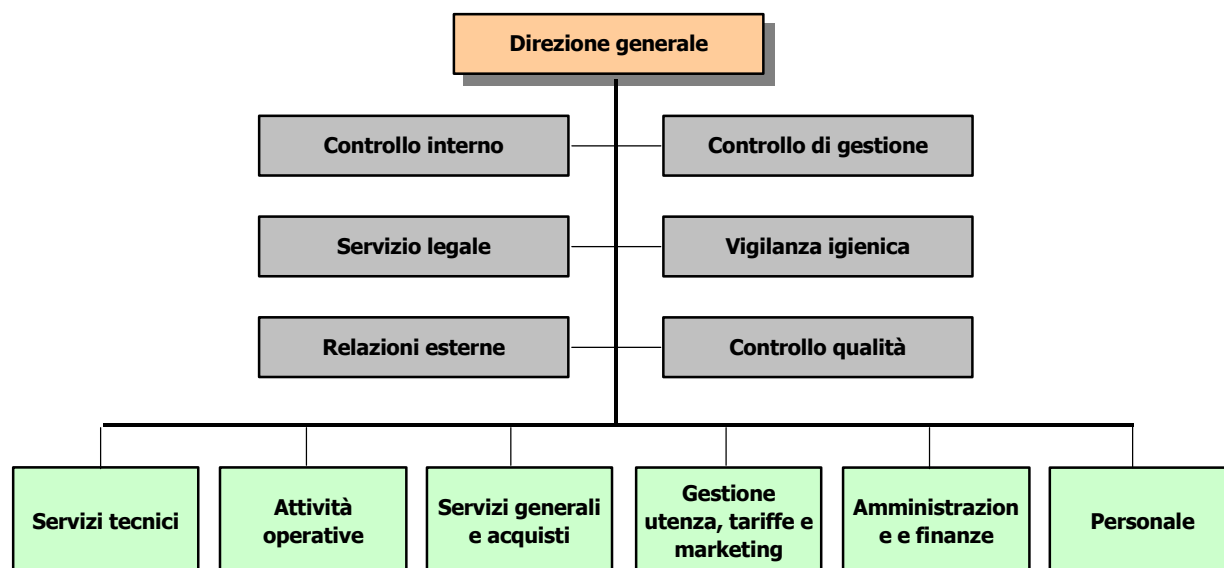 Direzione generale
Controllo interno
Controllo di gestione
Servizio legale
Vigilanza igienica
Relazioni esterne
Controllo qualità
Servizi tecnici
Attività
operative
Servizi generali
e acquisti
Gestione
utenza, tariffe e
marketing
Amministrazion
e e finanze
Personale